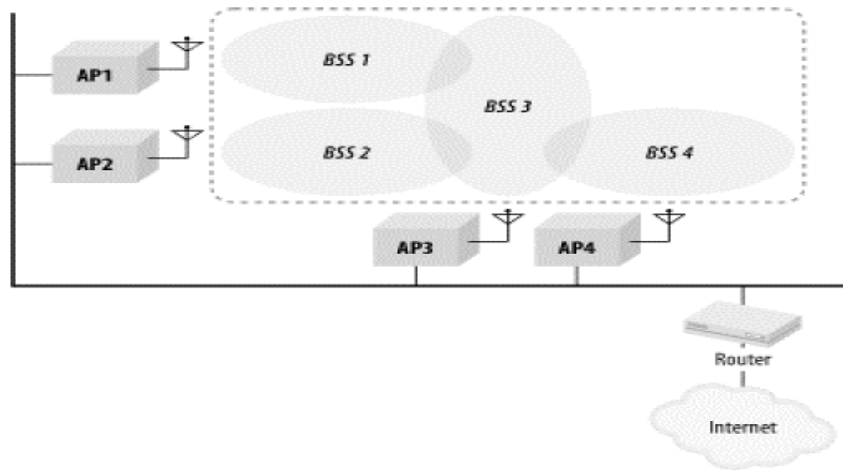 AP1
BSS 1
BSS 3
AP2
BSS 2
BSS 4
AP3
AP4
Router
Internet